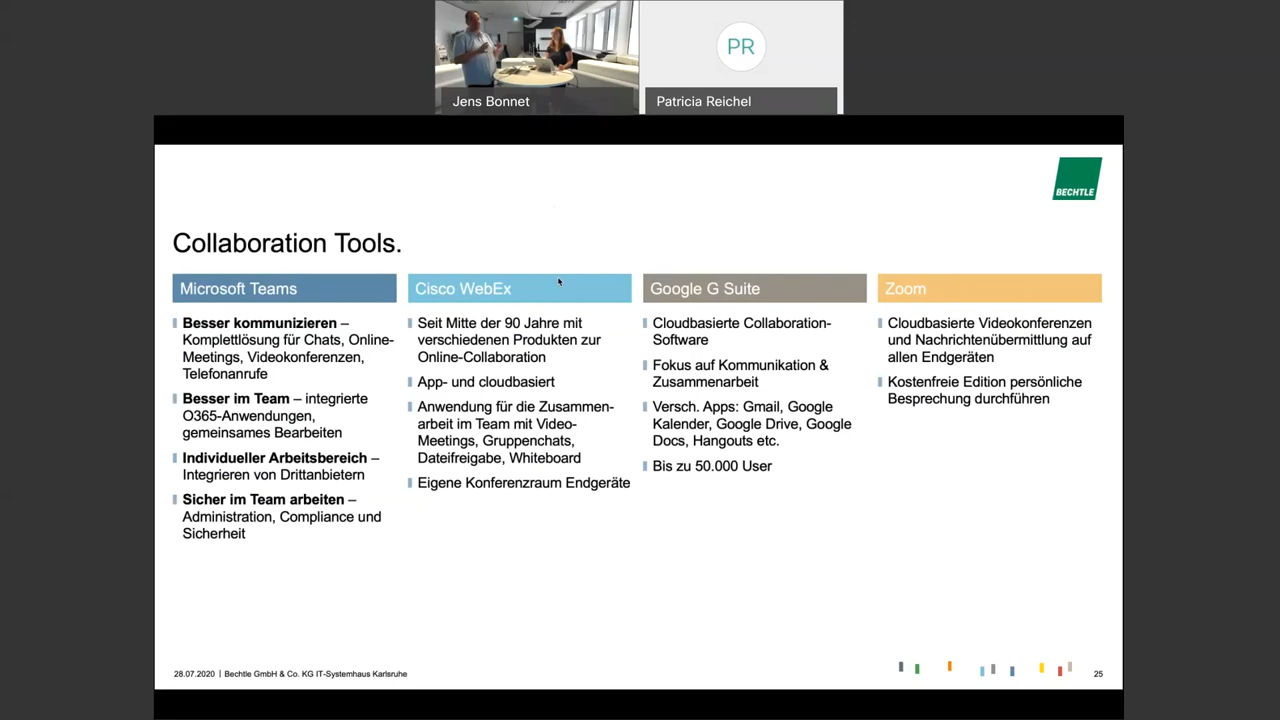 PR
Jens Bonnet
Patricia Reichel
BECHTLE
Collaboration Tools.
Microsoft Teams
Besser kommunizieren –
Komplettlösung für Chats, Online-
Meetings, Videokonferenzen,
Telefonanrufe
Besser im Team – integrierte
O365-Anwendungen,
gemeinsames Bearbeiten
Individueller Arbeitsbereich –
Integrieren von Drittanbietern
Sicher im Team arbeiten –
Administration, Compliance und
Sicherheit
Cisco WebEx
Seit Mitte der 90 Jahre mit
verschiedenen Produkten zur
Online-Collaboration
App- und cloudbasiert
Anwendung für die Zusammen-
arbeit im Team mit Video-
Meetings, Gruppenchats,
Dateifreigabe, Whiteboard
Eigene Konferenzraum Endgeräte
Google G Suite
Cloudbasierte Collaboration-
Software
Fokus auf Kommunikation &
Zusammenarbeit
Versch. Apps: Gmail, Google
Kalender, Google Drive, Google
Docs, Hangouts etc.
Bis zu 50.000 User
Zoom
Cloudbasierte Videokonferenzen
und Nachrichtenübermittlung auf
allen Endgeräten
Kostenfreie Edition persönliche
Besprechung durchführen
28.07.2020 | Bechtle GmbH & Co. KG IT-Systemhaus Karlsruhe
25